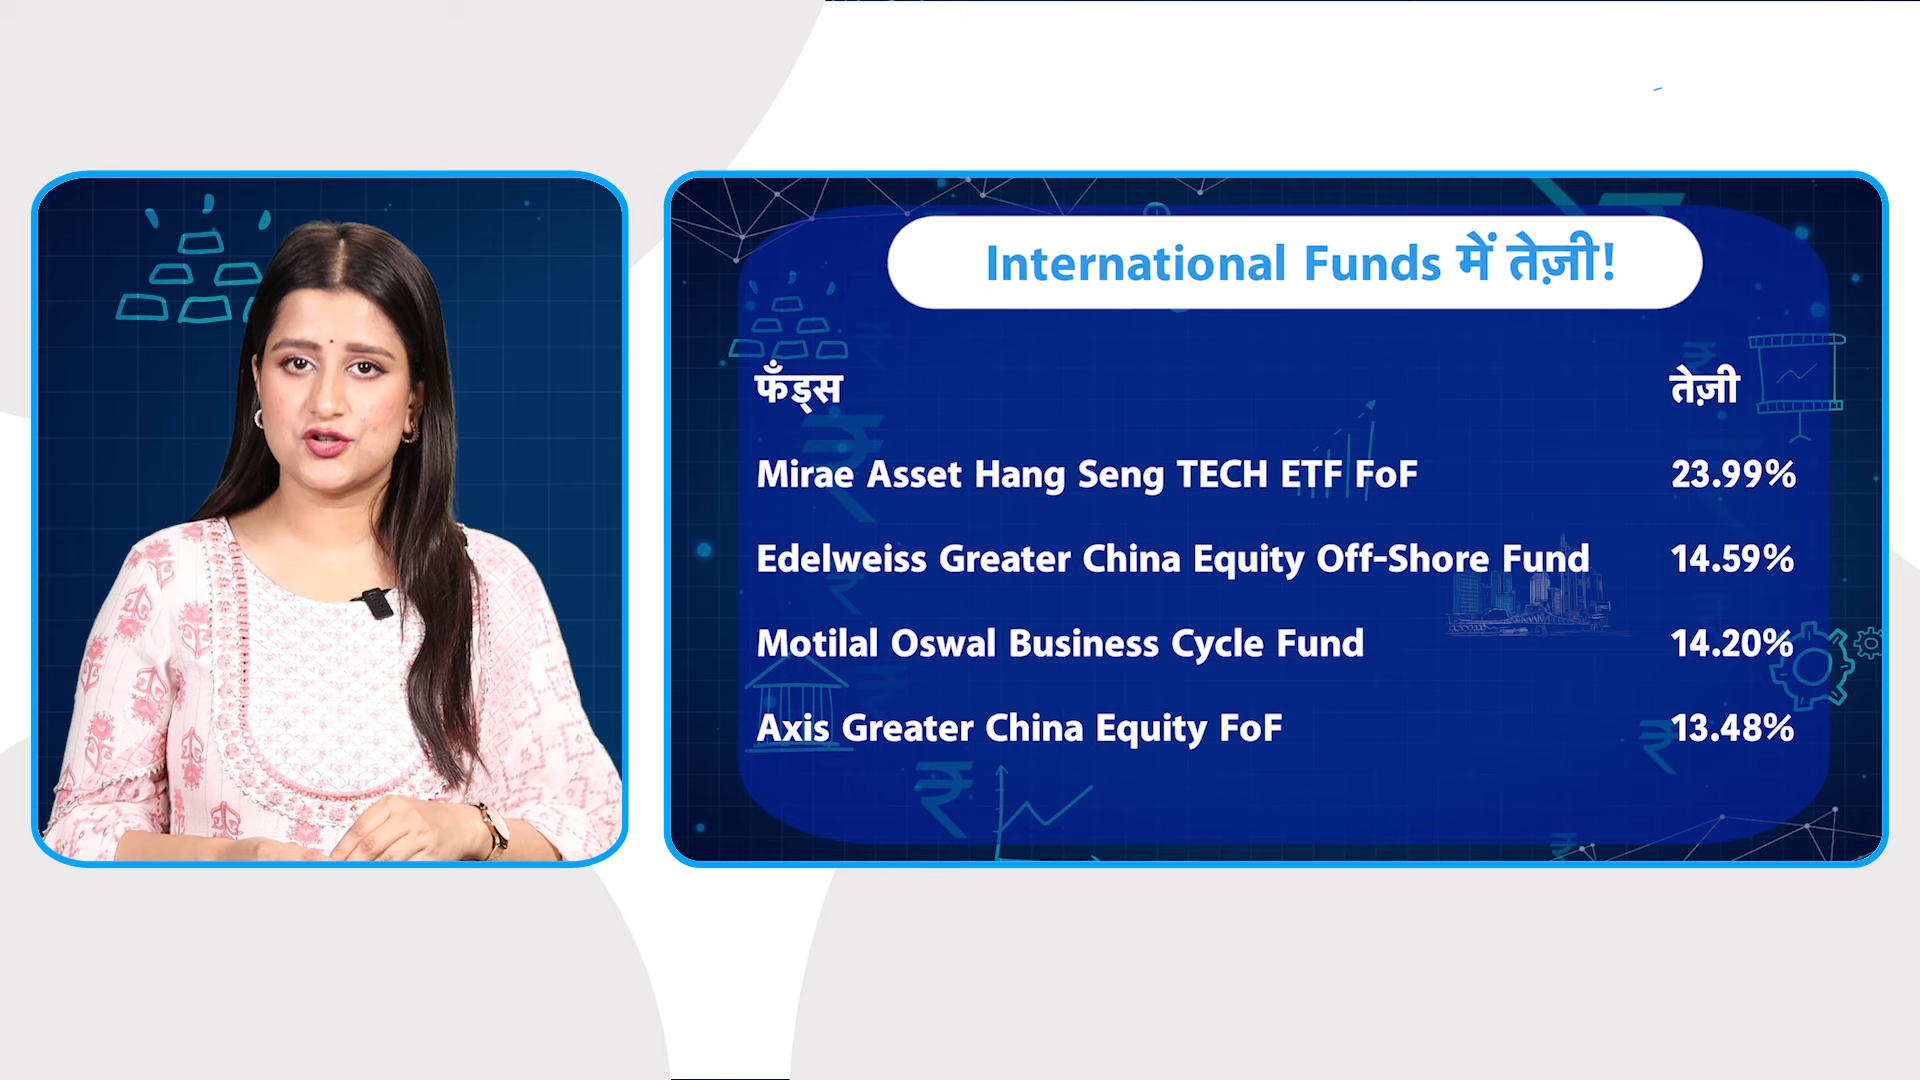 International Funds में तेज़ी!
फँड्स तेज़ी
Mirae Asset Hang Seng TECH ETF FoF 23.99%
Edelweiss Greater China Equity Off-Shore Fund 14.59%
Motilal Oswal Business Cycle Fund 14.20%
Axis Greater China Equity FoF 13.48%